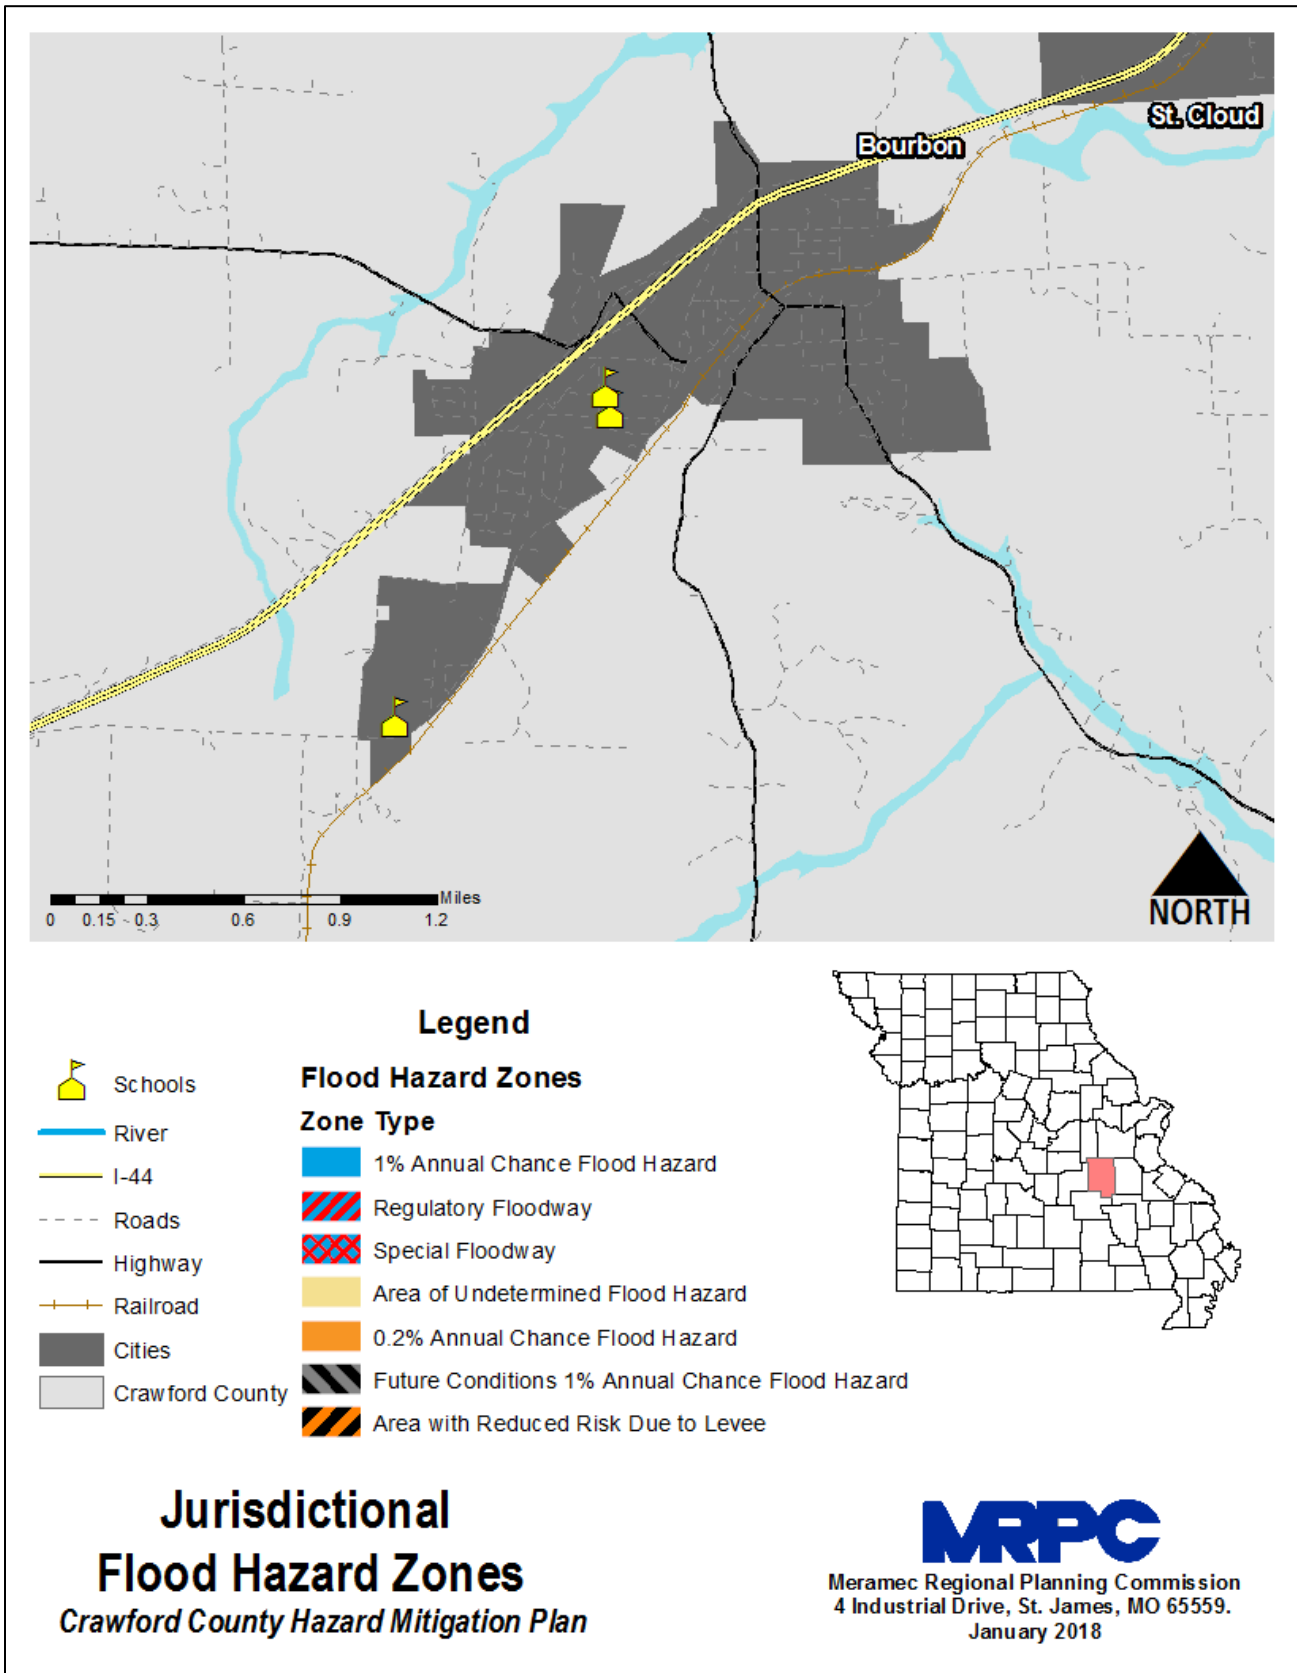 St. Cloud
Bourbon
Miles
0 0.15 0.3 0.6 0.9 1.2
NORTH
Legend
Schools
River
I-44
Roads
Highway
Railroad
Cities
Crawford County
Flood Hazard Zones
Zone Type
1% Annual Chance Flood Hazard
Regulatory Floodway
Special Floodway
Area of Undetermined Flood Hazard
0.2% Annual Chance Flood Hazard
Future Conditions 1% Annual Chance Flood Hazard
Area with Reduced Risk Due to Levee
Jurisdictional
Flood Hazard Zones
Crawford County Hazard Mitigation Plan
MRPC
Meramec Regional Planning Commission
4 Industrial Drive, St. James, MO 65559.
January 2018